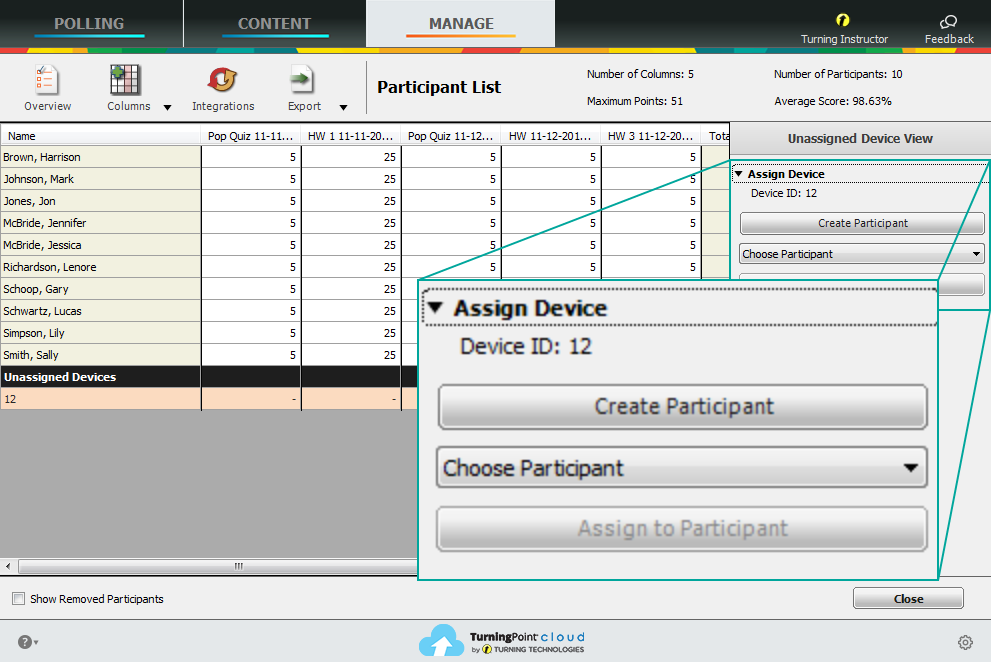 POLLING CONTENT MANAGE
Turning Instructor Feedback
Overview Columns Integrations Export
Participant List
Number of Columns: 5 Number of Participants: 10
Maximum Points: 51 Average Score: 98.63%
Name Pop Quiz 11-11... HW 1 11-11-20... Pop Quiz 11-12... HW 11-12-201... HW 3 11-12-20... Tota
Unassigned Device View
Brown, Harrison 5 25 5 5 5
Johnson, Mark 5 25 5 5 5
Jones, Jon 5 25 5 5 5
McBride, Jennifer 5 25 5 5 5
McBride, Jessica 5 25 5 5 5
Richardson, Lenore 5 25 5 5 5
Schoop, Gary 5 25
Schwartz, Lucas 5 25
Simpson, Lily 5 25
Smith, Sally 5 25
Unassigned Devices
12 - -
Assign Device
Device ID: 12
Create Participant
Choose Participant
Assign Device
Device ID: 12
Create Participant
Choose Participant
Assign to Participant
Show Removed Participants
Close
TurningPoint cloud
by TURNING TECHNOLOGIES